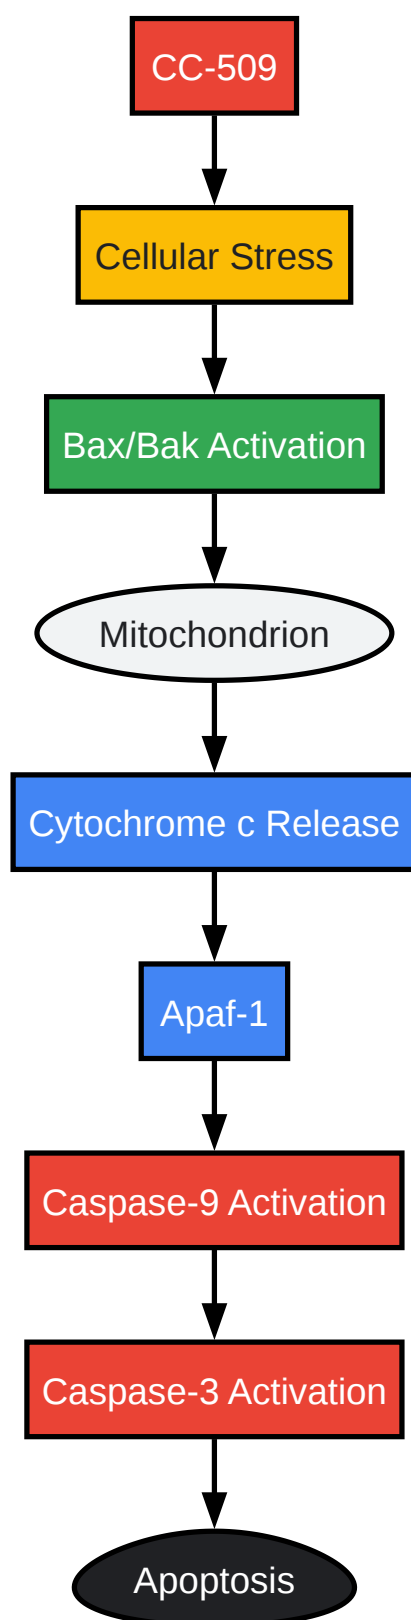 CC-509
Cellular Stress
Bax/Bak Activation
Mitochondrion
Cytochrome c Release
Apaf-1
Caspase-9 Activation
Caspase-3 Activation
Apoptosis